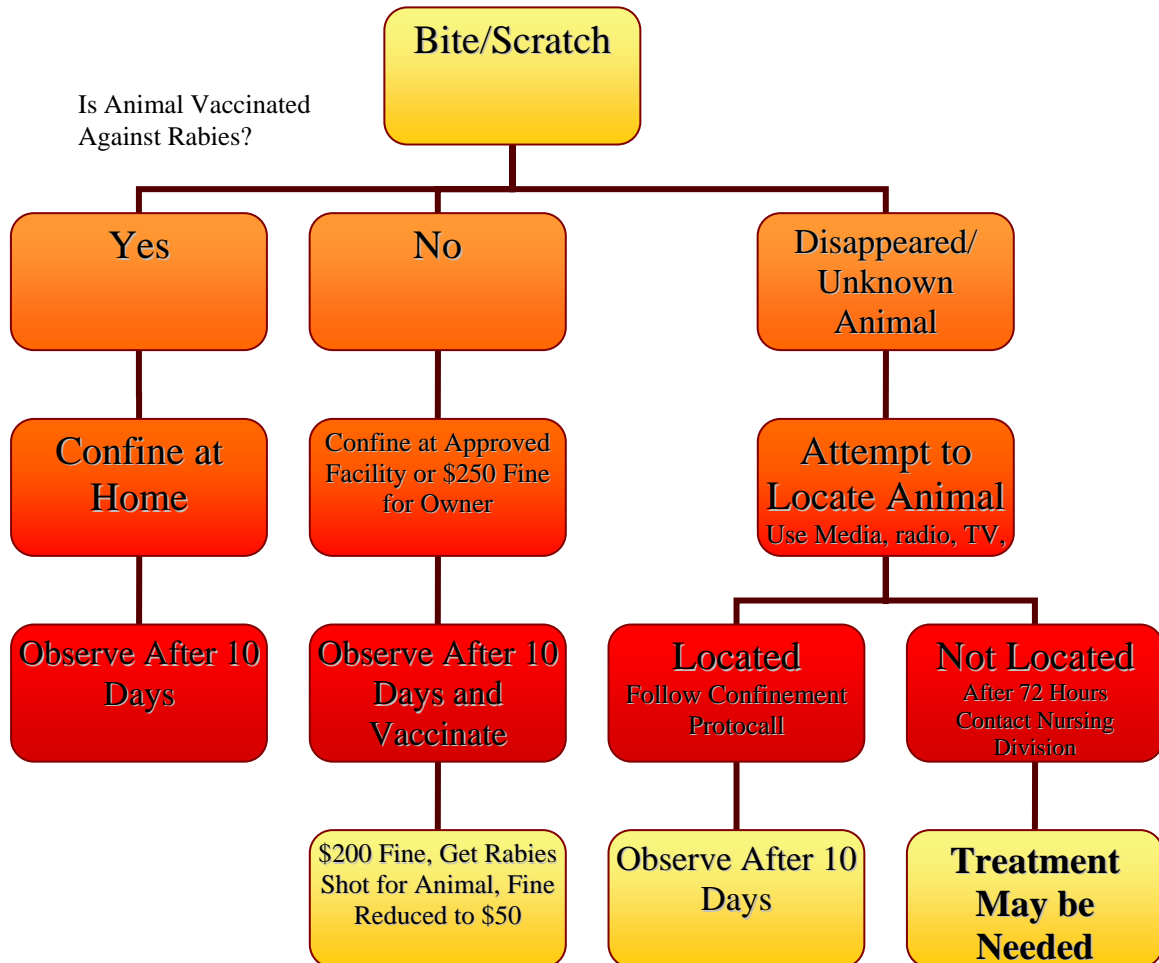 Bite/Scratch
Is Animal Vaccinated
Against Rabies?
Yes
No
Disappeared/
Unknown
Animal
Confine at
Home
Confine at Approved
Facility or $250 Fine
for Owner
Attempt to
Locate Animal
Use Media, radio, TV,
Observe After 10
Days
Observe After 10
Days and
Vaccinate
Located
Follow Confinement
Protocall
Not Located
After 72 Hours
Contact Nursing
Division
$200 Fine, Get Rabies
Shot for Animal, Fine
Reduced to $50
Observe After 10
Days
Treatment
May be
Needed